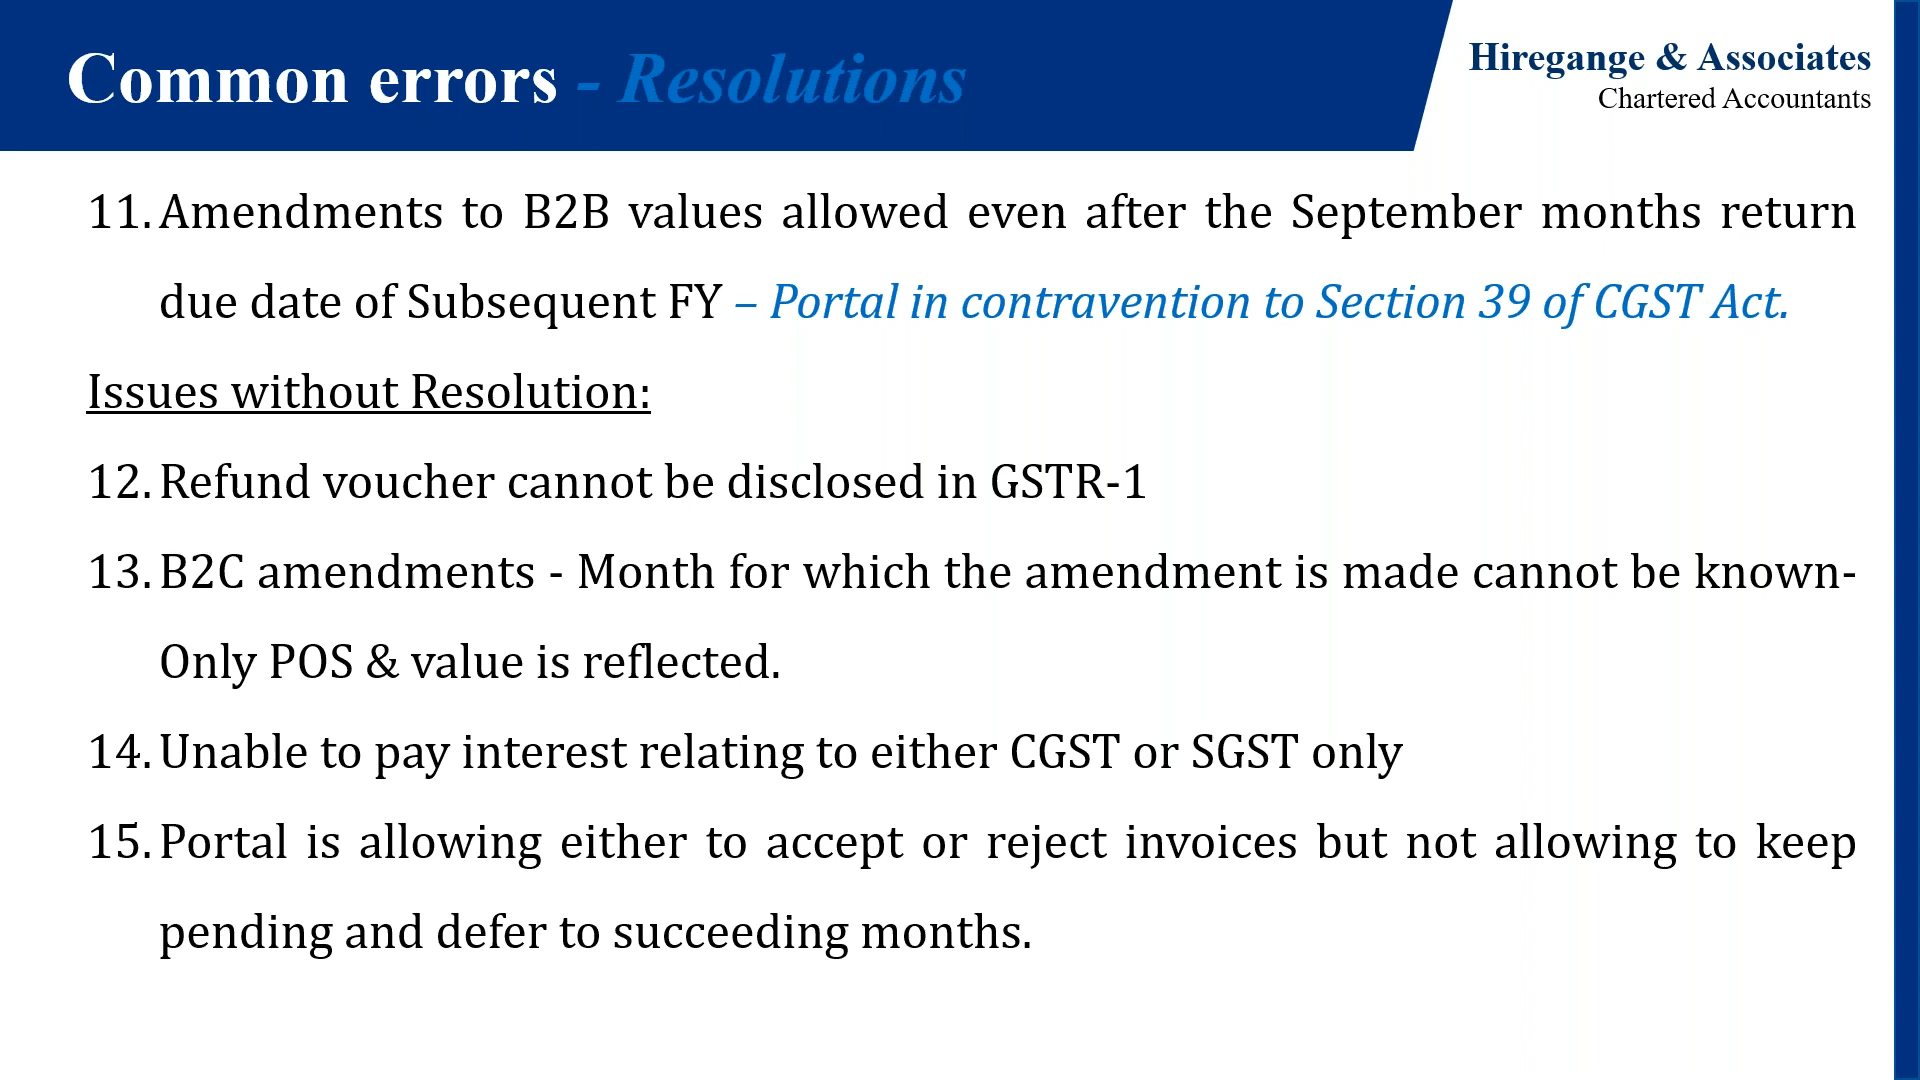 Common errors - Resolutions
Hiregange & Associates
Chartered Accountants
11. Amendments to B2B values allowed even after the September months return
due date of Subsequent FY – Portal in contravention to Section 39 of CGST Act.
Issues without Resolution:
12. Refund voucher cannot be disclosed in GSTR-1
13. B2C amendments - Month for which the amendment is made cannot be known-
Only POS & value is reflected.
14. Unable to pay interest relating to either CGST or SGST only
15. Portal is allowing either to accept or reject invoices but not allowing to keep
pending and defer to succeeding months.